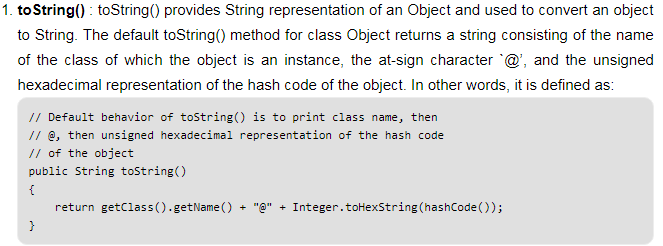 1. toString() : toString() provides String representation of an Object and used to convert an object
to String. The default toString() method for class Object returns a string consisting of the name
of the class of which the object is an instance, the at-sign character `@', and the unsigned
hexadecimal representation of the hash code of the object. In other words, it is defined as:
// Default behavior of toString() is to print class name, then
// @, then unsigned hexadecimal representation of the hash code
// of the object
public String toString()
{
    return getClass().getName() + "@" + Integer.toHexString(hashCode());
}